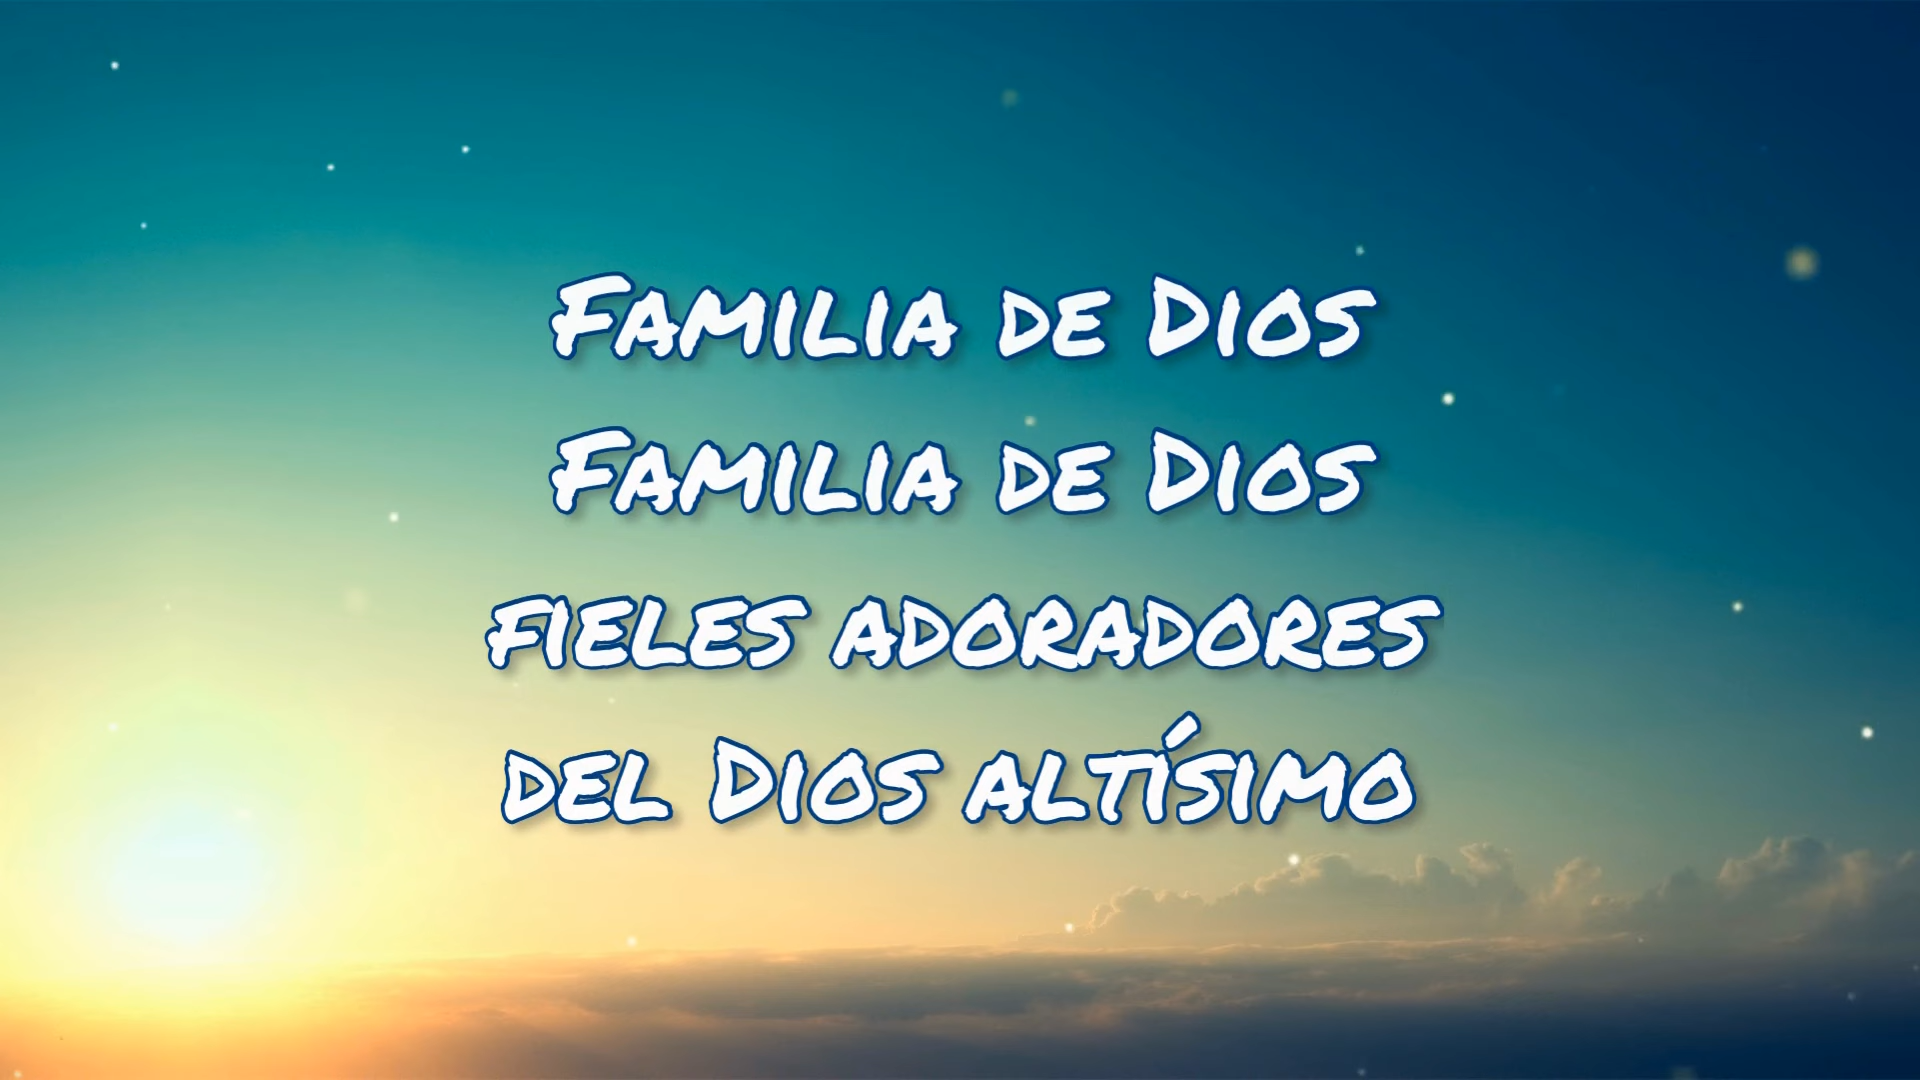 Familia de Dios
Familia de Dios
fieles adoradores
del Dios altísimo